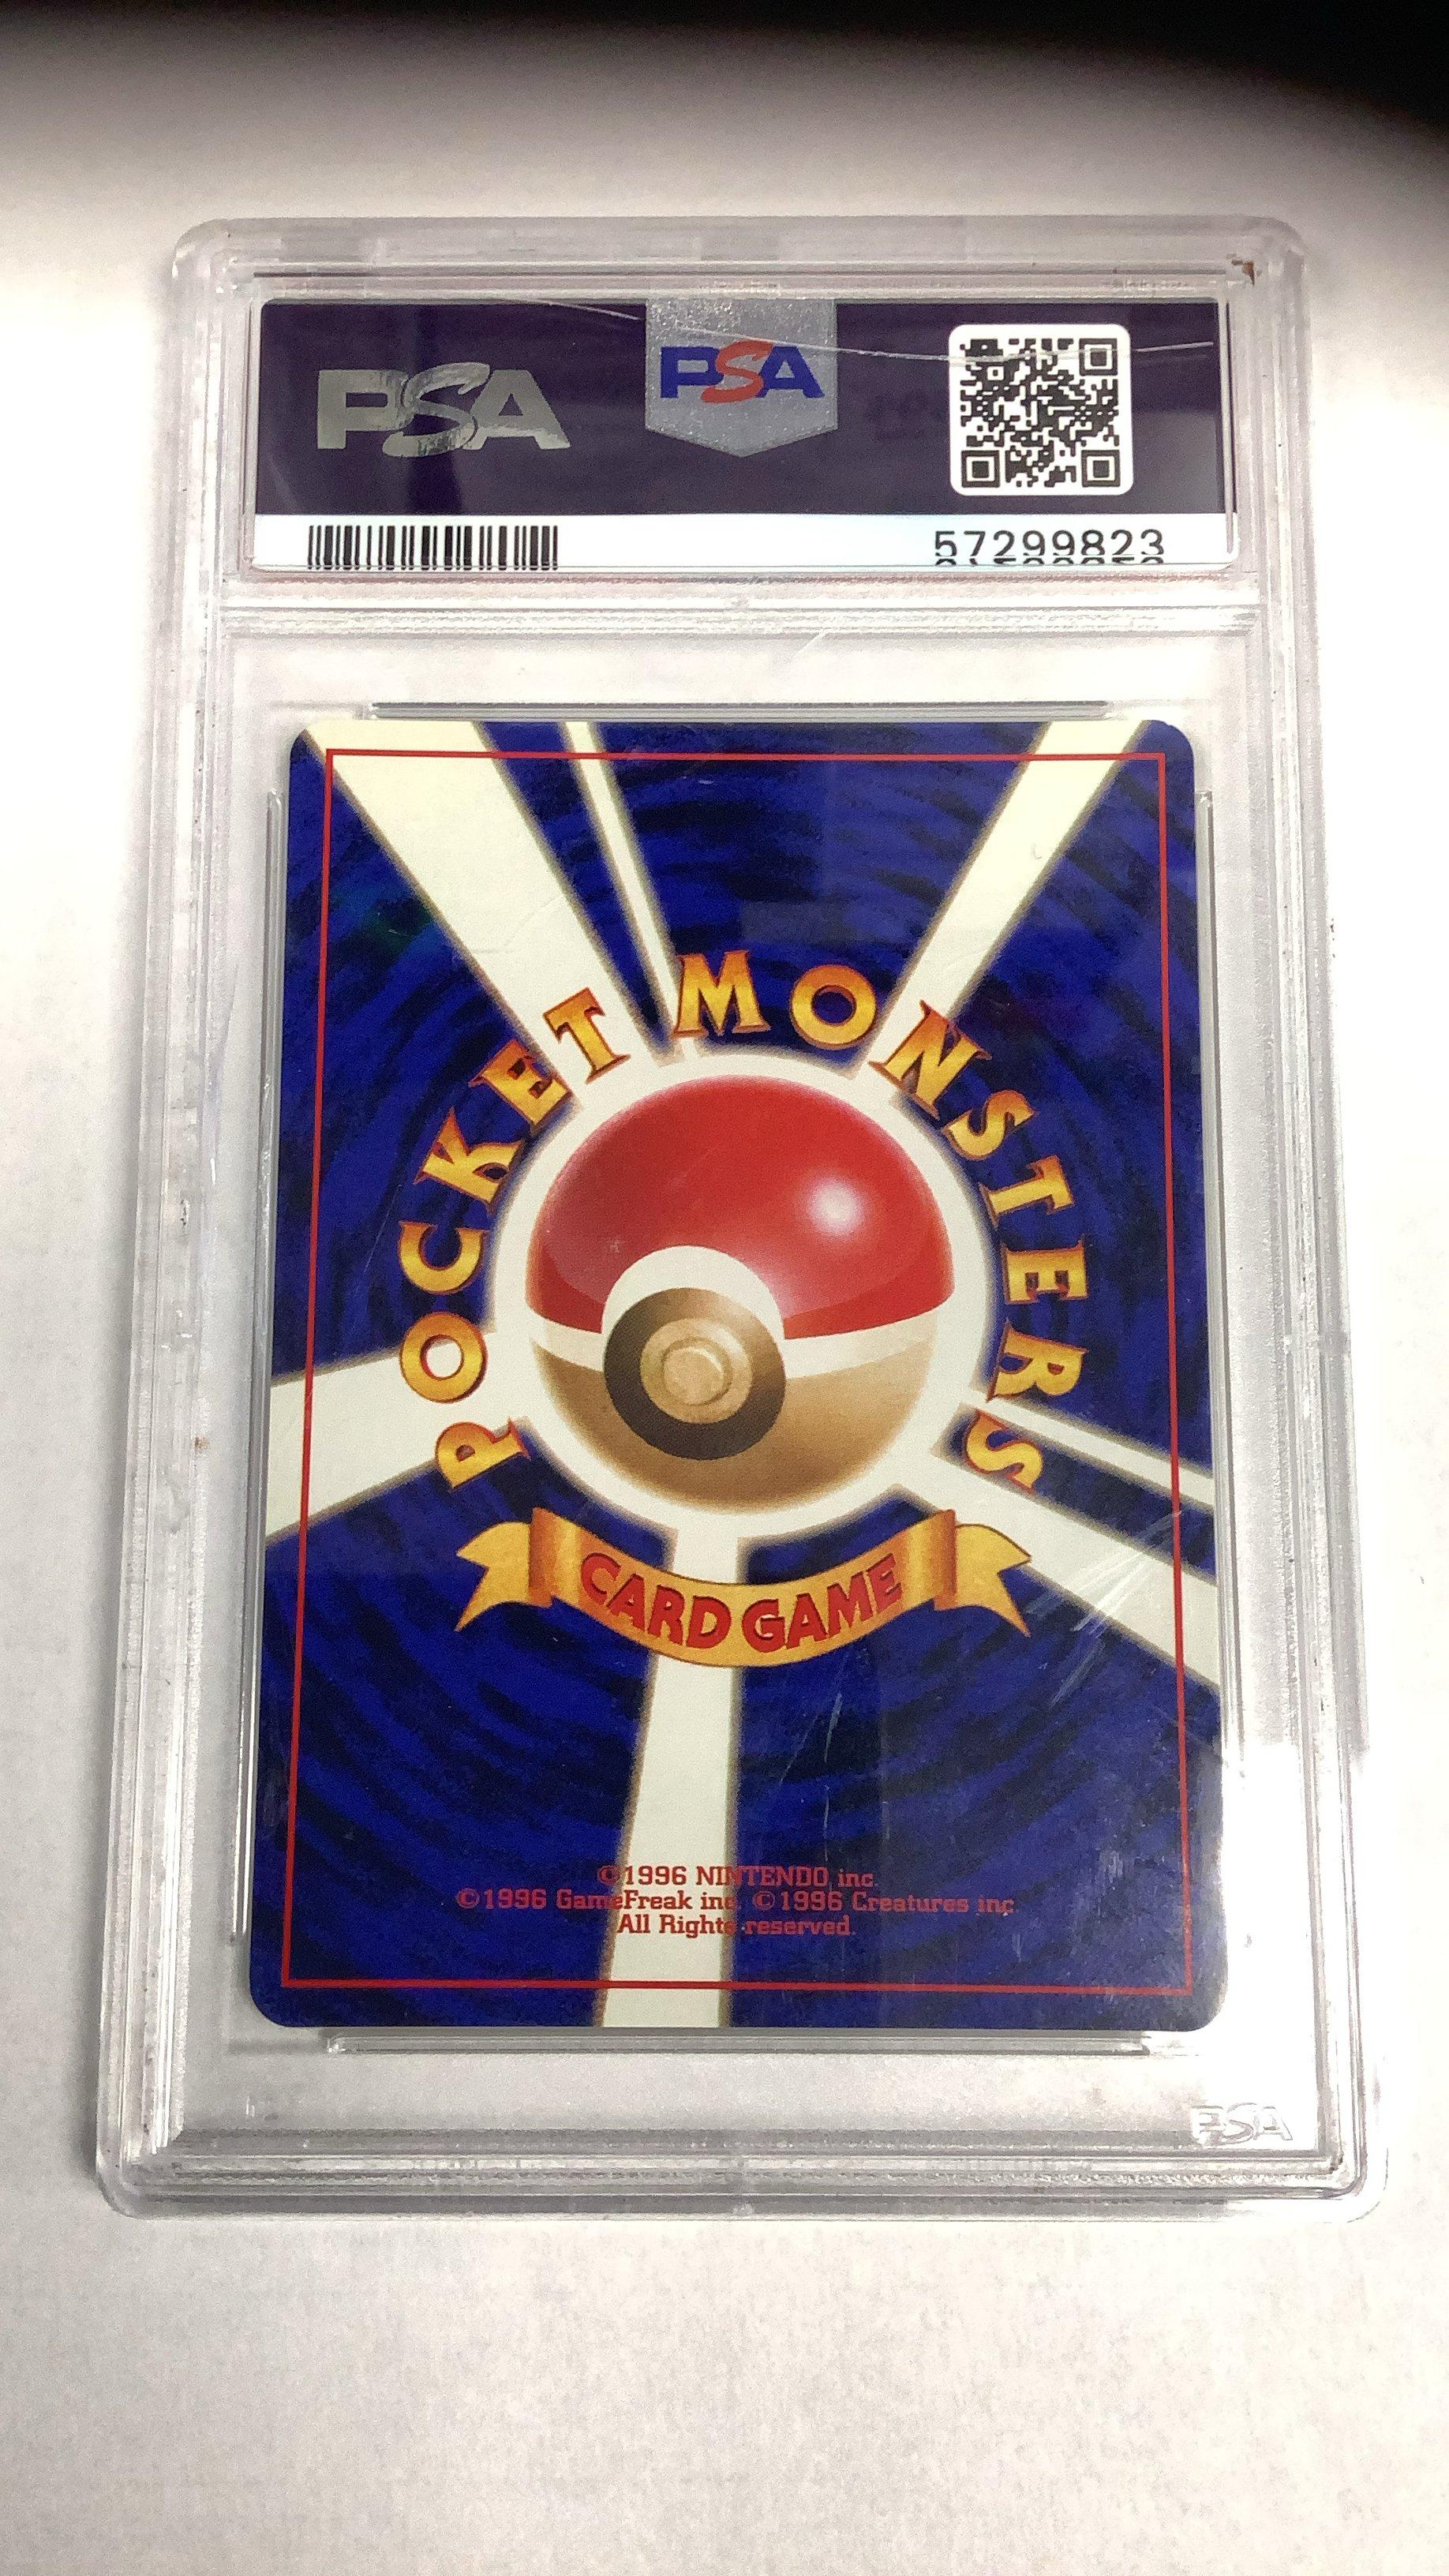 PSA
PSA
57299823
POCKET MONSTERS
CARD GAME
©1996 NINTENDO inc.
©1996 GameFreak inc. ©1996 Creatures inc.
All Rights reserved.
PSA